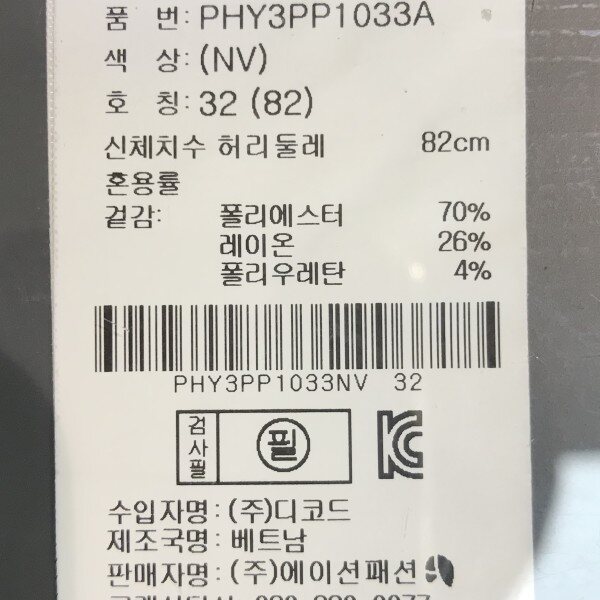 품 번: PHY3PP1033A
색 상: (NV)
호 칭: 32 (82)
신체치수 허리둘레 82cm
혼용률
겉감: 폴리에스터 70%
레이온 26%
폴리우레탄 4%
PHY3PP1033NV 32
검사필 필 KC
수입자명: (주)디코드
제조국명: 베트남
판매자명: (주)에이션패션